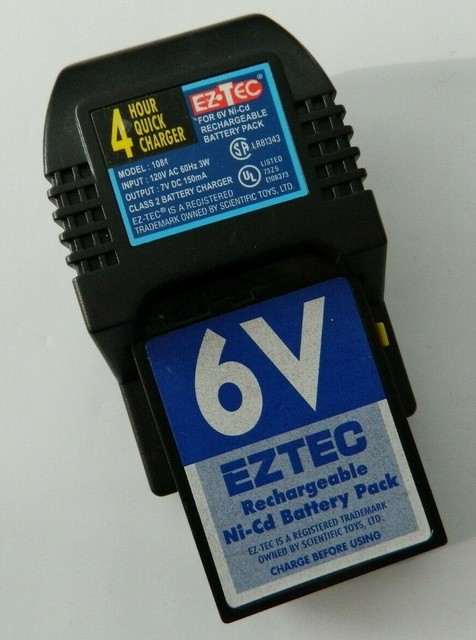 4 HOUR
QUICK
CHARGER
EZ-TEC®
FOR 6V Ni-Cd
RECHARGEABLE
BATTERY PACK
MODEL: 1081
INPUT: 120V AC 60Hz 3W
OUTPUT: 7V DC 150mA
CLASS 2 BATTERY CHARGER
EZ-TEC® IS A REGISTERED
TRADEMARK OWNED BY SCIENTIFIC TOYS, LTD
LR81343
UL
LISTED
E108373
6V
EZTEC
Rechargeable
Ni-Cd Battery Pack
EZ-TEC IS A REGISTERED TRADEMARK
OWNED BY SCIENTIFIC TOYS, LTD.
CHARGE BEFORE USING